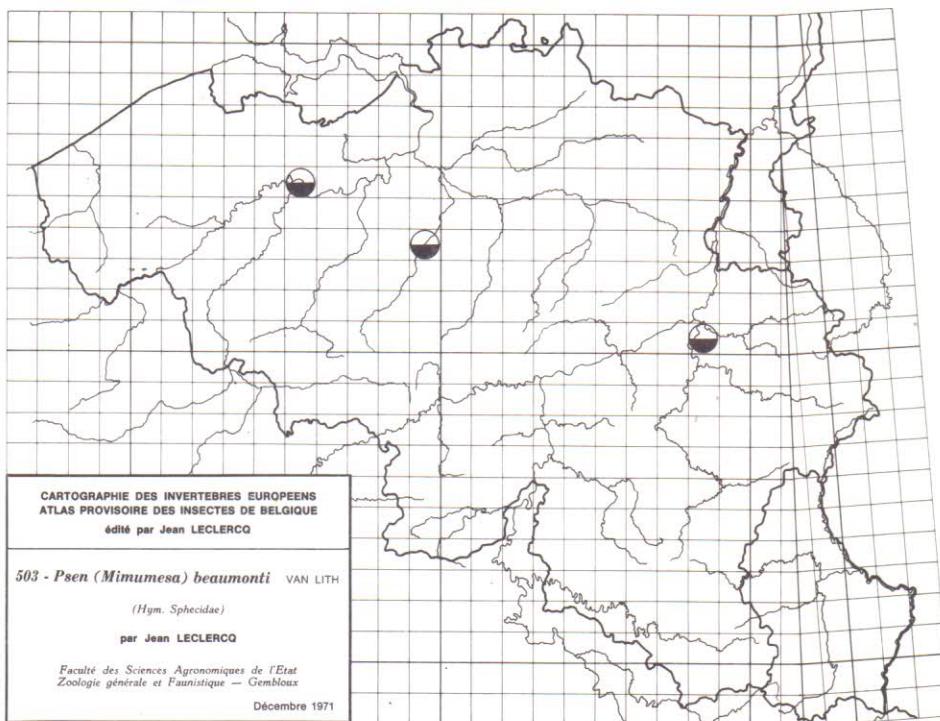 CARTOGRAPHIE DES INVERTEBRES EUROPEENS
ATLAS PROVISOIRE DES INSECTES DE BELGIQUE
édité par Jean LECLERCQ
503 - Psen (Mimumesa) beaumonti VAN LITH
(Hym. Sphecidae)
par Jean LECLERCQ
Faculté des Sciences Agronomiques de l'Etat
Zoologie générale et Faunistique — Gembloux
Décembre 1971